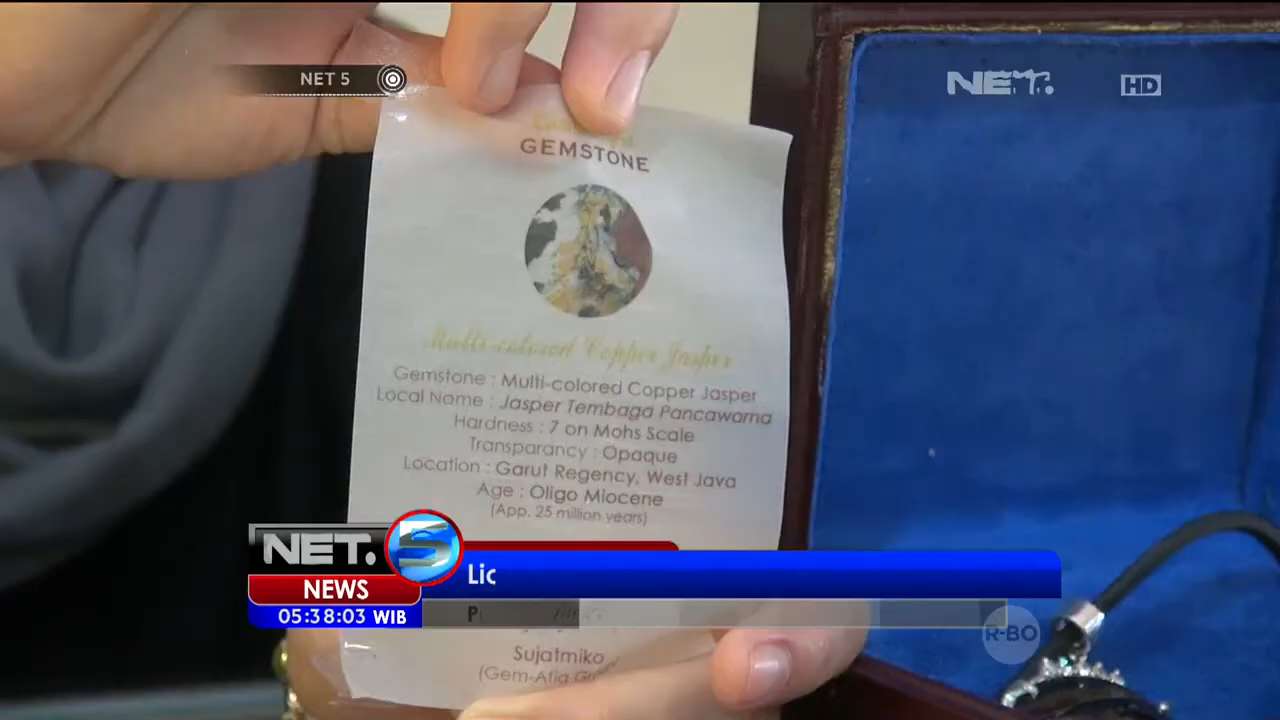 NET 5
NET.
HD
GEMSTONE
Multi-colored Copper Jasper
Gemstone : Multi-colored Copper Jasper
Local Name : Jasper Tembaga Pancawarna
Hardness : 7 on Mohs Scale
Transparancy : Opaque
Location : Garut Regency, West Java
Age : Oligo Miocene
(App. 25 million years)
NET. 5
Lic
NEWS
05:38:03 WIB
P
R-BO
Sujatmiko